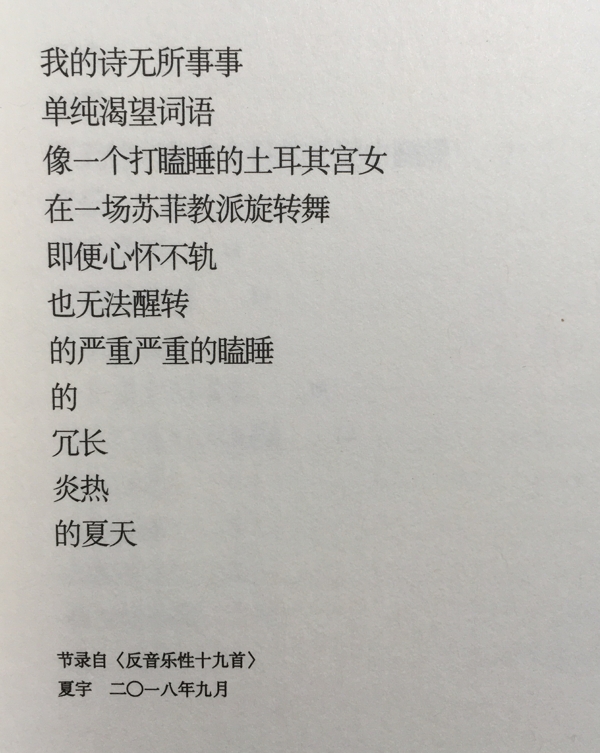 我的诗无所事事
单纯渴望词语
像一个打瞌睡的土耳其宫女
在一场苏菲教派旋转舞
即便心怀不轨
也无法醒转
的严重严重的瞌睡
的
冗长
炎热
的夏天
节录自〈反音乐性十九首〉
夏宇　二〇一八年九月